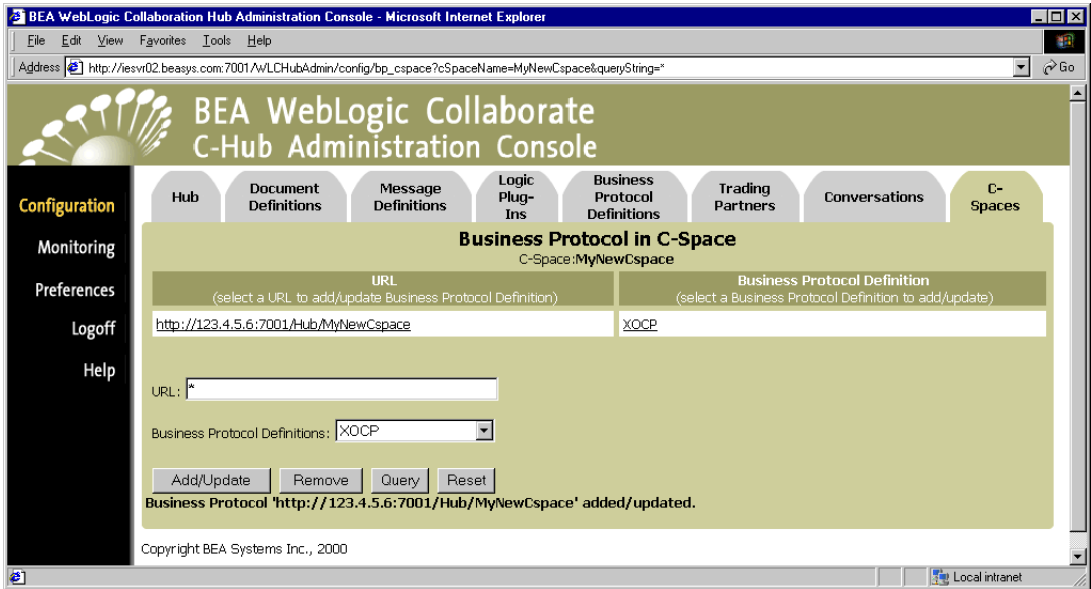 BEA WebLogic Collaboration Hub Administration Console - Microsoft Internet Explorer
File Edit View Favorites Tools Help
Address http://iesvr02.beasys.com:7001/WLCHubAdmin/config/bp_cspace?cSpaceName=MyNewCspace&queryString=* Go
BEA WebLogic Collaborate
C-Hub Administration Console
Configuration
Monitoring
Preferences
Logoff
Help
Hub
Document
Definitions
Message
Definitions
Logic
Plug-
Ins
Business
Protocol
Definitions
Trading
Partners
Conversations
C-
Spaces
Business Protocol in C-Space
C-Space:MyNewCspace
URL
(select a URL to add/update Business Protocol Definition)
Business Protocol Definition
(select a Business Protocol Definition to add/update)
http://123.4.5.6:7001/Hub/MyNewCspace XOCP
URL: *
Business Protocol Definitions: XOCP
Add/Update Remove Query Reset
Business Protocol 'http://123.4.5.6:7001/Hub/MyNewCspace' added/updated.
Copyright BEA Systems Inc., 2000
Local intranet